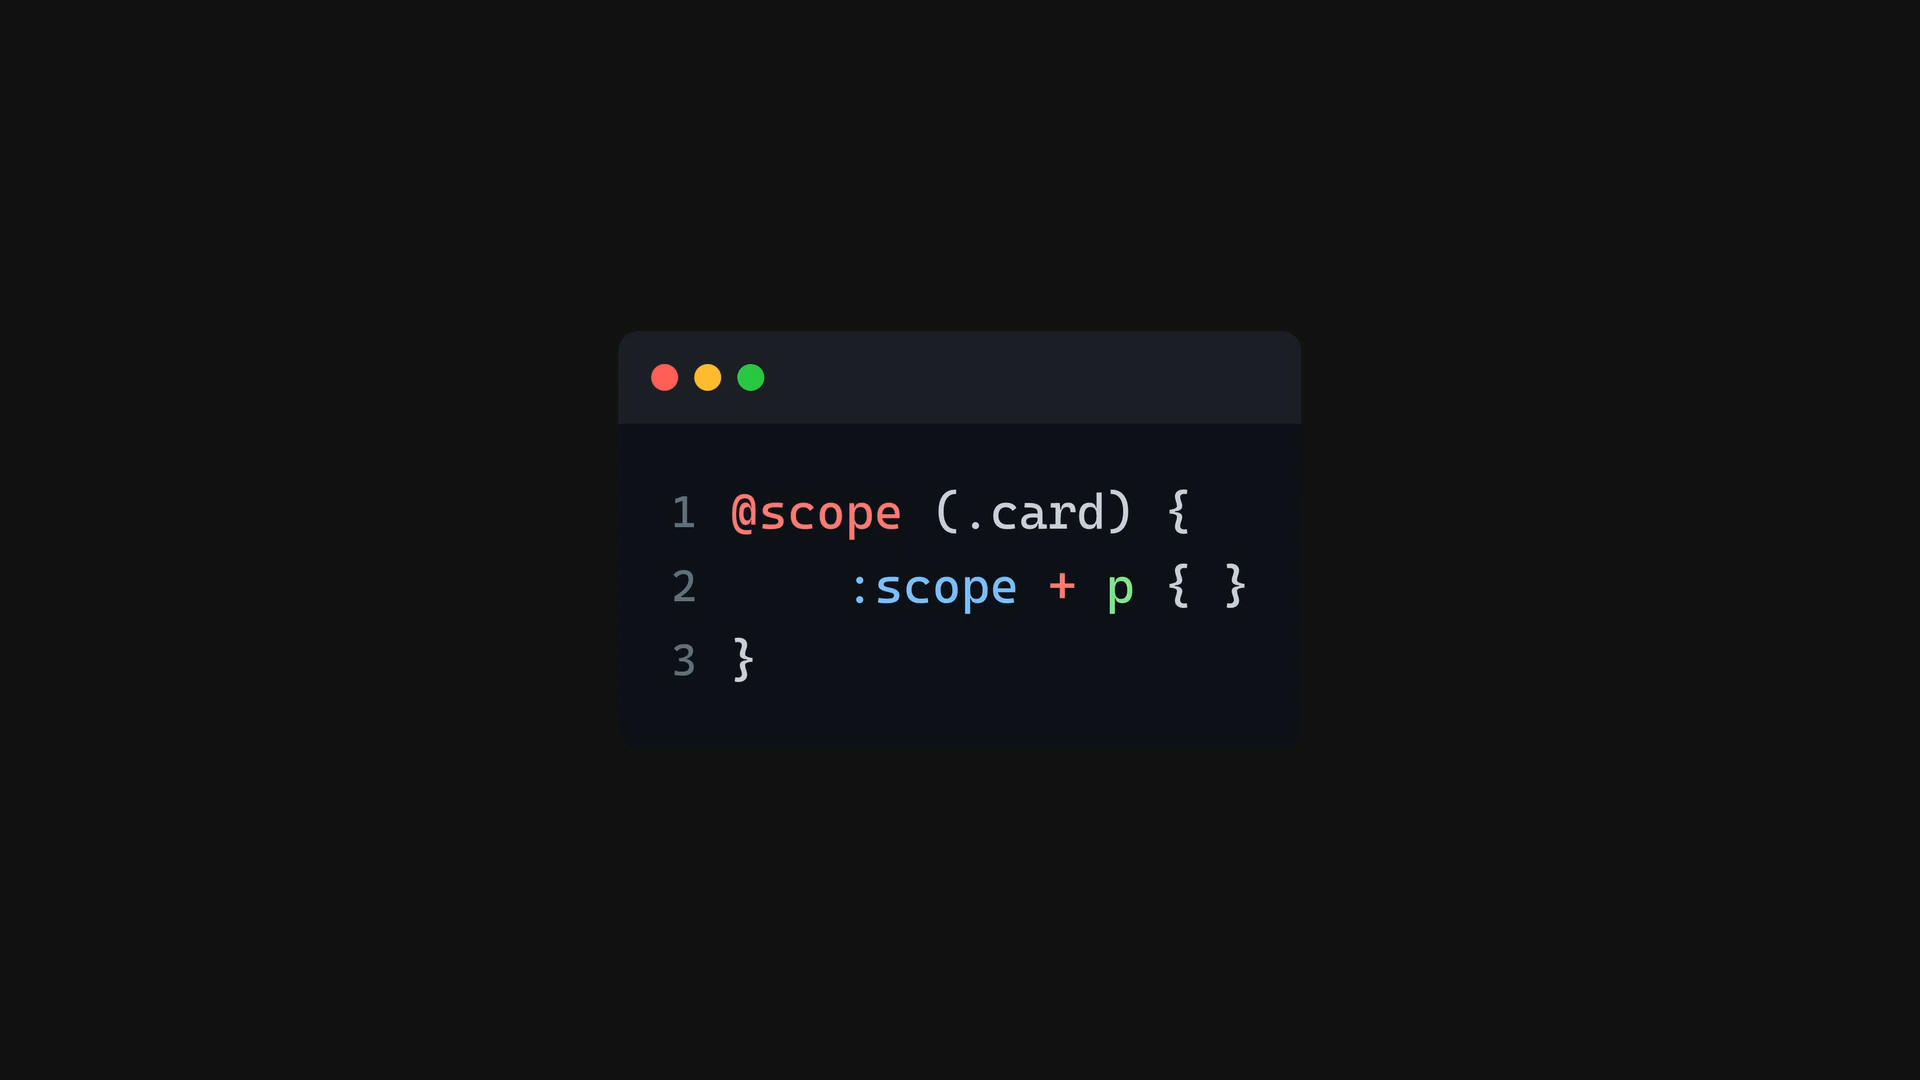 1 @scope (.card) {
2     :scope + p { }
3 }